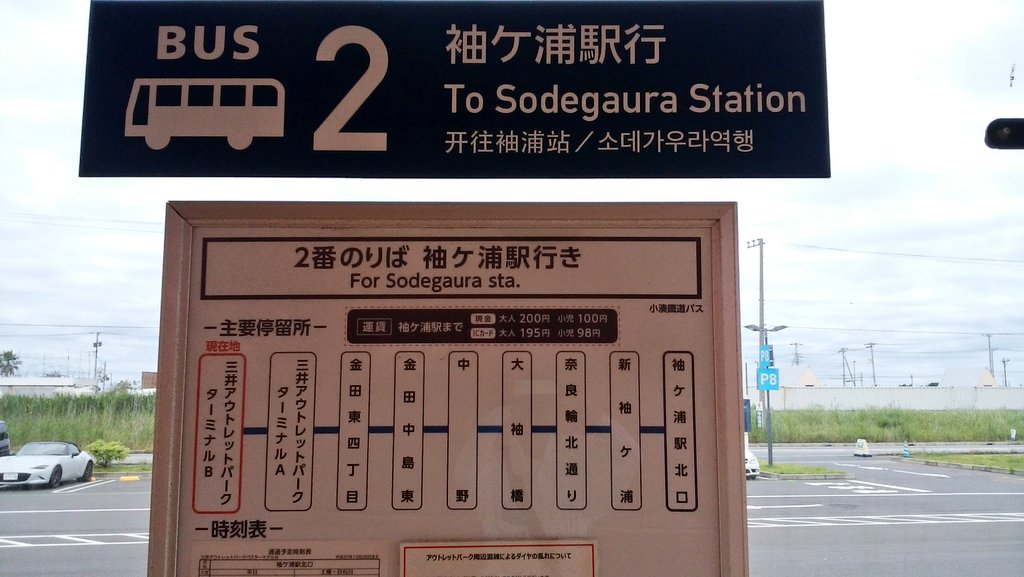 BUS
2
袖ケ浦駅行
To Sodegaura Station
开往袖浦站／소데가우라역행
2番のりば 袖ケ浦駅行き
For Sodegaura sta.
小湊鐵道バス
－主要停留所－
運賃 袖ケ浦駅まで
現金 大人 200円 小児 100円
ICカード 大人 195円 小児 98円
現在地
三井アウトレットパーク
ターミナルB
三井アウトレットパーク
ターミナルA
金田東四丁目
金田中島東
中野
大袖橋
奈良輪北通り
新袖ケ浦
袖ケ浦駅北口
－時刻表－
通過予定時刻表
袖ケ浦駅北口
平日
土曜・日祝日
アウトレットパーク周辺混雑によるダイヤの乱れについて
P8
P8